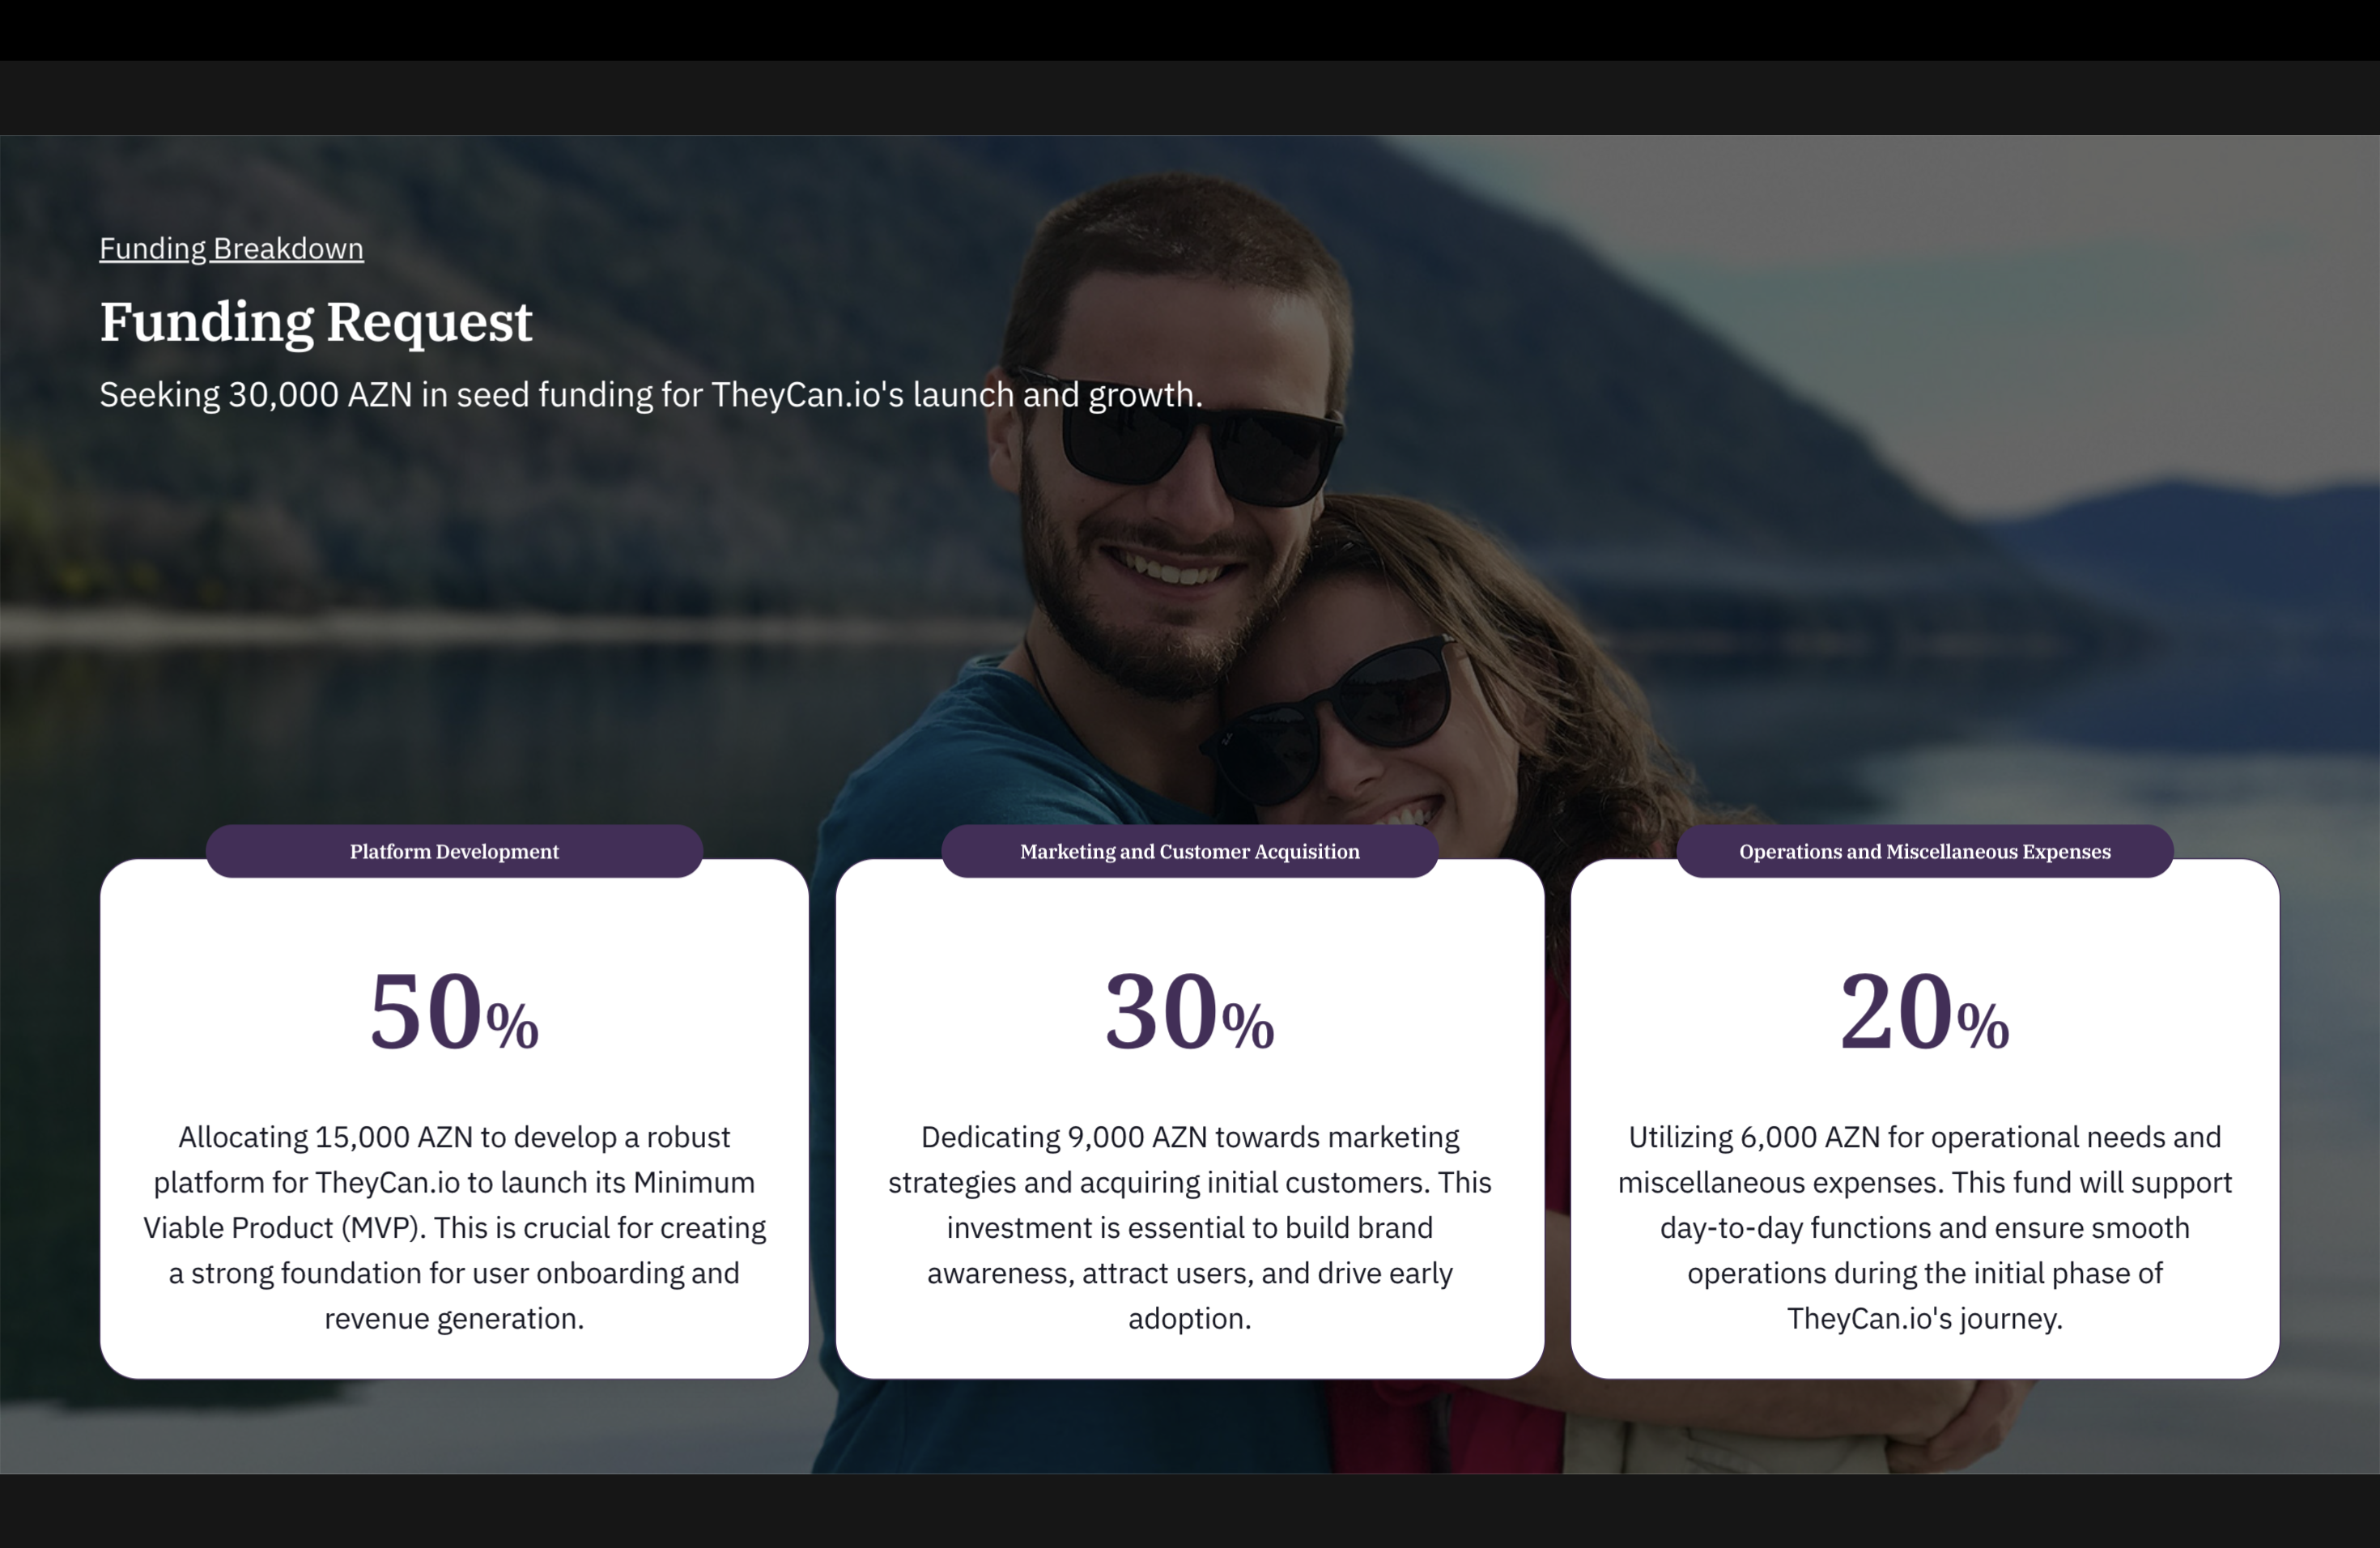 Funding Breakdown
Funding Request
Seeking 30,000 AZN in seed funding for TheyCan.io's launch and growth.
Platform Development
50%
Allocating 15,000 AZN to develop a robust
platform for TheyCan.io to launch its Minimum
Viable Product (MVP). This is crucial for creating
a strong foundation for user onboarding and
revenue generation.
Marketing and Customer Acquisition
30%
Dedicating 9,000 AZN towards marketing
strategies and acquiring initial customers. This
investment is essential to build brand
awareness, attract users, and drive early
adoption.
Operations and Miscellaneous Expenses
20%
Utilizing 6,000 AZN for operational needs and
miscellaneous expenses. This fund will support
day-to-day functions and ensure smooth
operations during the initial phase of
TheyCan.io's journey.